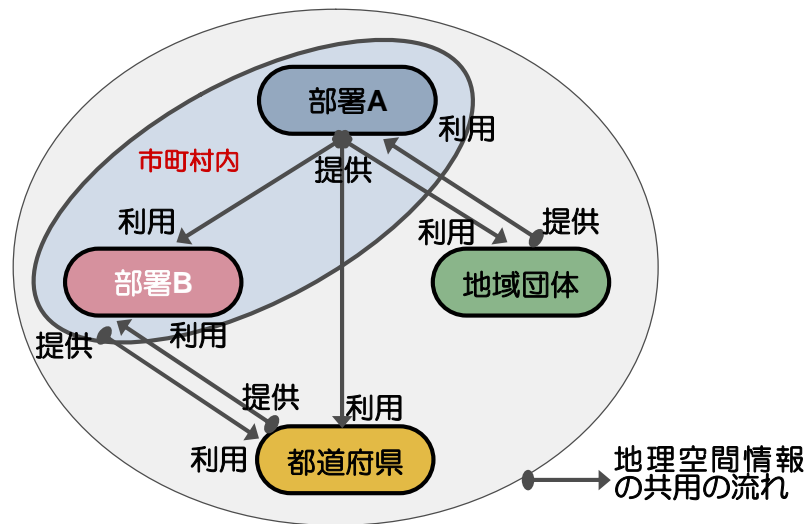 部署A
利用
市町村内
提供
利用
利用
提供
部署B
地域団体
提供
利用
提供
利用
利用
都道府県
地理空間情報
の共用の流れ